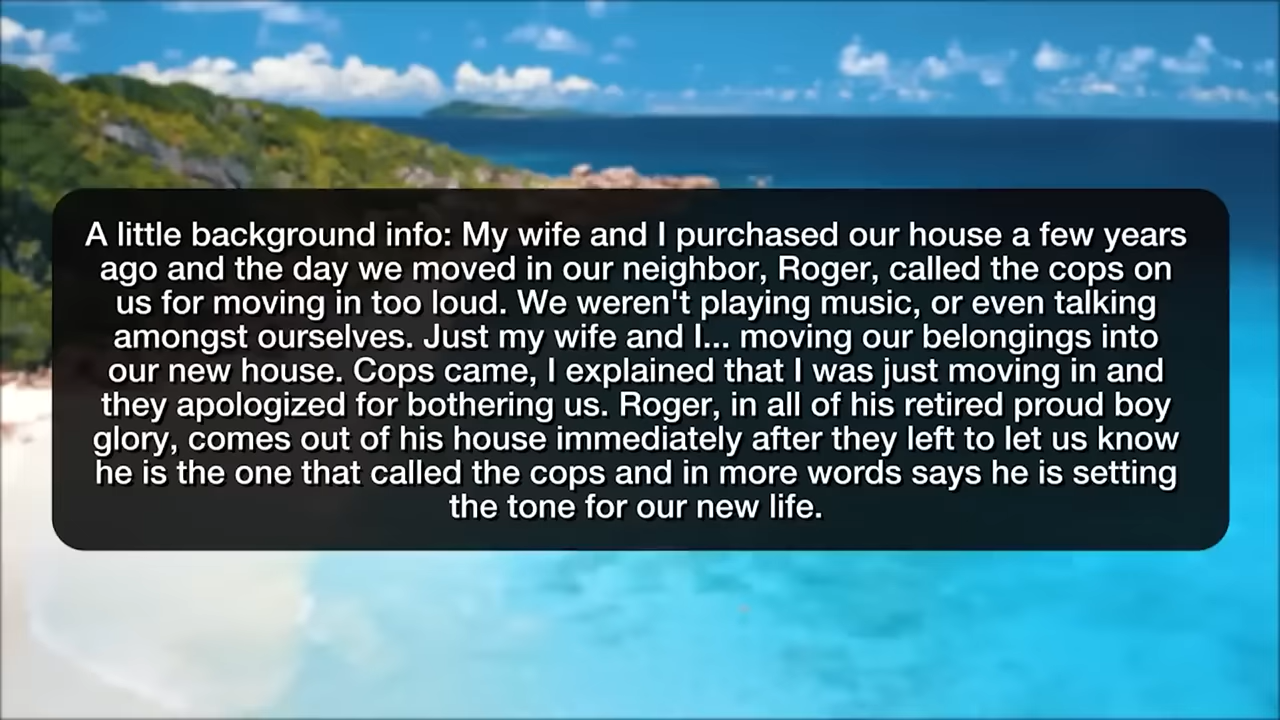 A little background info: My wife and I purchased our house a few years
ago and the day we moved in our neighbor, Roger, called the cops on
us for moving in too loud. We weren't playing music, or even talking
amongst ourselves. Just my wife and I... moving our belongings into
our new house. Cops came, I explained that I was just moving in and
they apologized for bothering us. Roger, in all of his retired proud boy
glory, comes out of his house immediately after they left to let us know
he is the one that called the cops and in more words says he is setting
the tone for our new life.